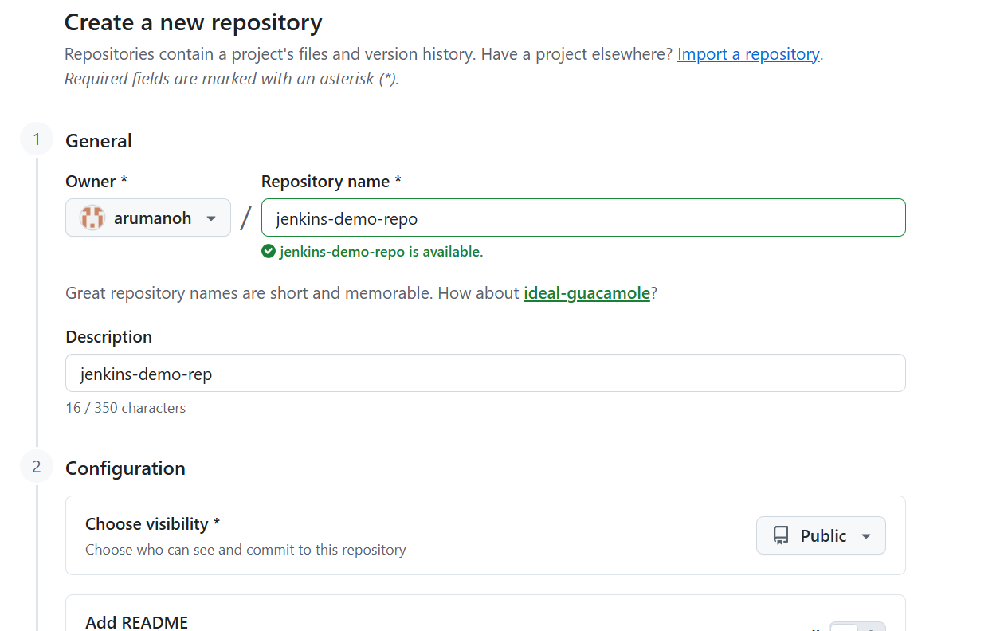 Create a new repository
Repositories contain a project's files and version history. Have a project elsewhere? Import a repository.
Required fields are marked with an asterisk (*).
1 General
Owner * Repository name *
arumanoh / jenkins-demo-repo
jenkins-demo-repo is available.
Great repository names are short and memorable. How about ideal-guacamole?
Description
jenkins-demo-rep
16 / 350 characters
2 Configuration
Choose visibility *
Choose who can see and commit to this repository
Public
Add README